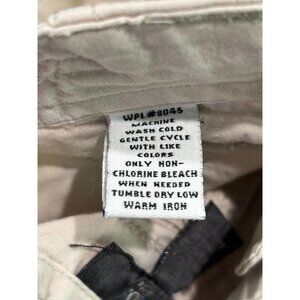 WPL#8045
MACHINE
WASH COLD
GENTLE CYCLE
WITH LIKE
COLORS
ONLY NON-
CHLORINE BLEACH
WHEN NEEDED
TUMBLE DRY LOW
WARM IRON